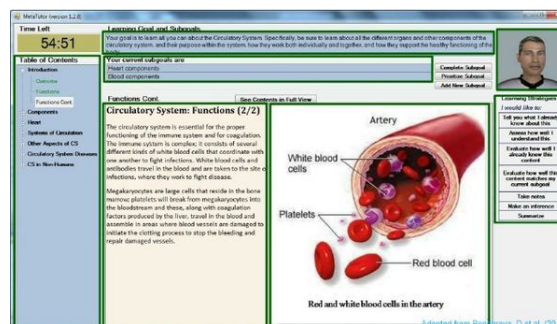 MetaTutor (version 1.2.0)
Time Left
54:51
Learning Goal and Subgoals
Your goal is to learn all you can about the Circulatory System. Specifically, be sure to learn about all the different organs and other components of the
circulatory system, and their purpose within the system, how they work both individually and together, and how they support the healthy functioning of the
body.
Your current subgoals are
Heart components
Blood components
Complete Subgoal
Prioritize Subgoal
Add New Subgoal
Table of Contents
Introduction
Overview
Functions
Functions Cont.
Components
Heart
Systems of Circulation
Other Aspects of CS
Circulatory System Diseases
CS in Non-Humans
Functions Cont.
See Contents in Full View
Circulatory System: Functions (2/2)
The circulatory system is essential for the proper
functioning of the immune system and for coagulation.
The immune system is complex; it consists of several
different kinds of white blood cells that coordinate with
one another to fight infections. White blood cells and
antibodies travel in the blood and are taken to the site of
infections, where they work to fight disease.
Megakaryocytes are large cells that reside in the bone
marrow; platelets will break from megakaryocytes into
the bloodstream and these, along with coagulation
factors produced by the liver, travel in the blood and
assemble in areas where blood vessels are damaged to
initiate the clotting process to stop the bleeding and
repair damaged vessels.
Artery
White blood
cells
Platelets
Red blood cell
Red and white blood cells in the artery
Learning Strategies
I would like to:
Tell you what I already
know about this
Assess how well I
understand this
Evaluate how well I
already knew this
content
Evaluate how well this
content matches my
current subgoal
Take notes
Make an inference
Summarize
Adapted from D et al. (20